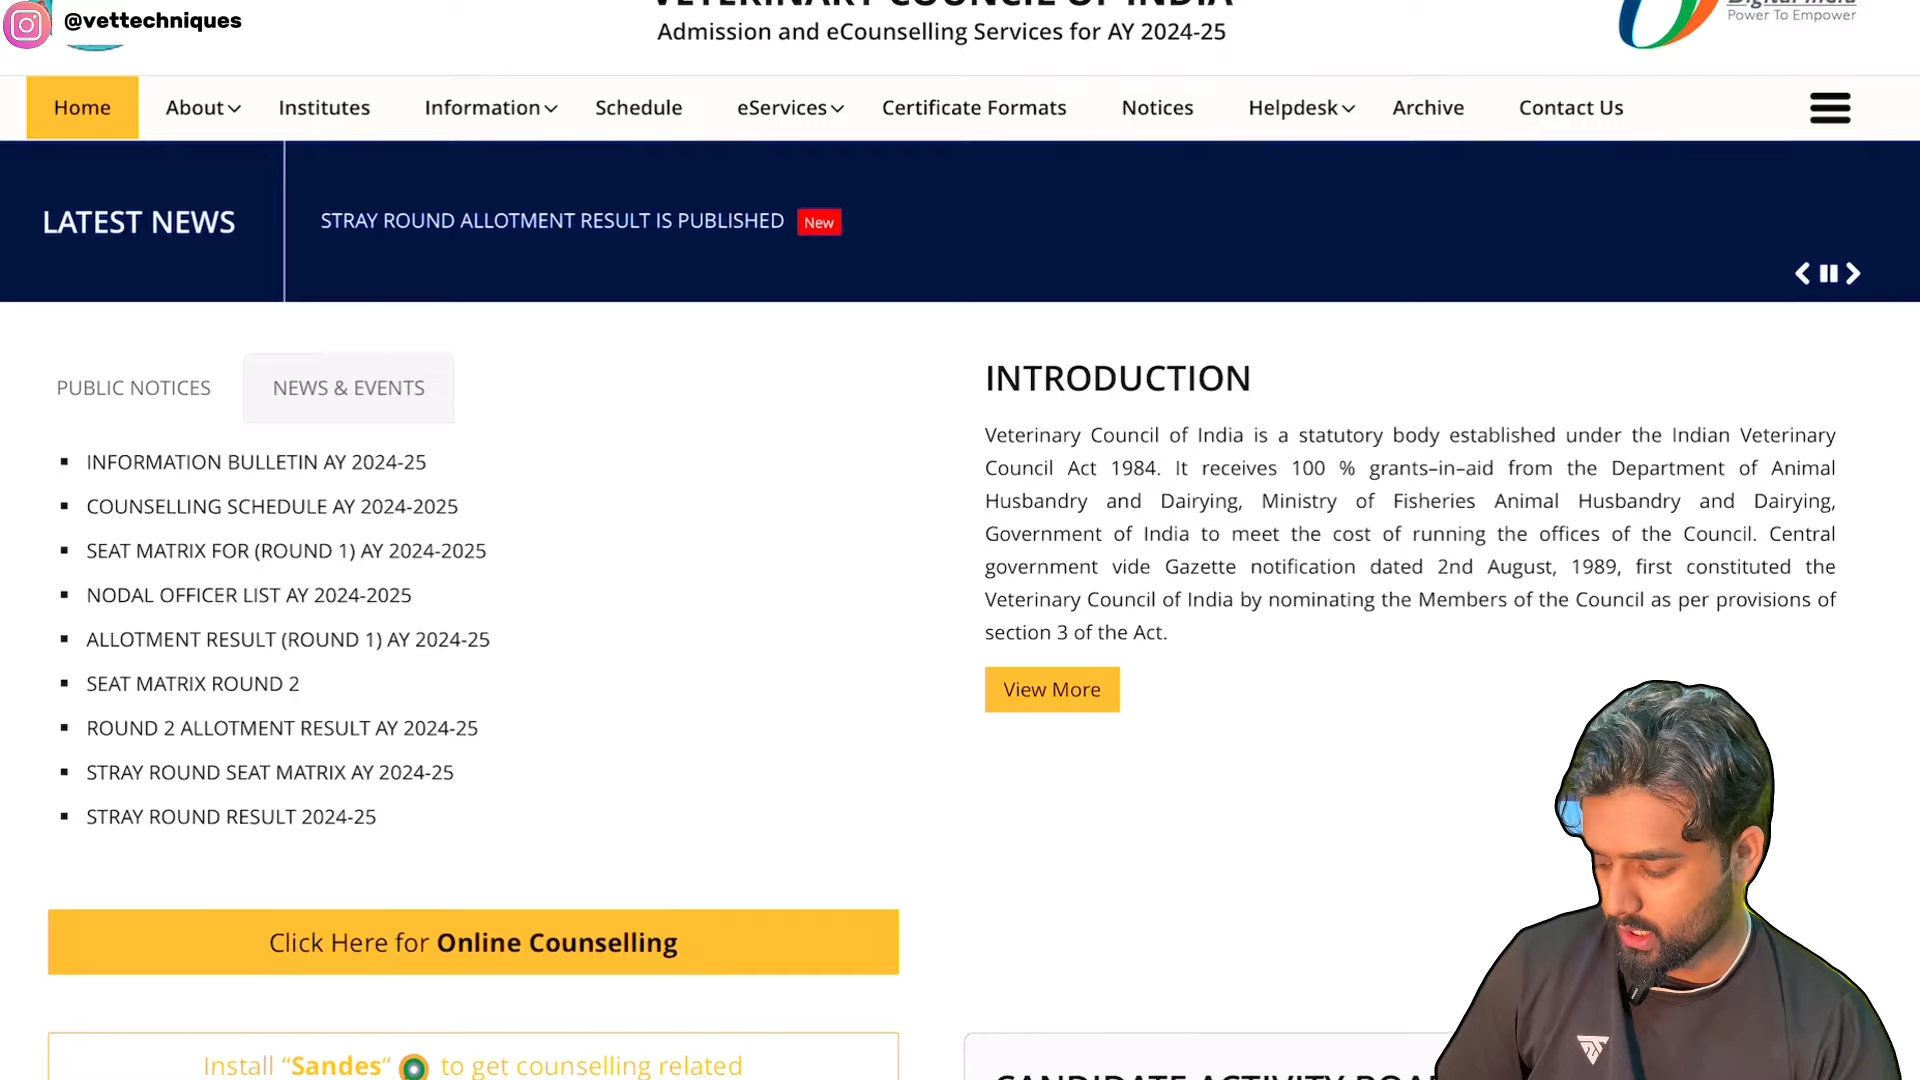 @vettechniques
VETERINARY COUNCIL OF INDIA
Admission and eCounselling Services for AY 2024-25
Digital India
Power To Empower
Home About Institutes Information Schedule eServices Certificate Formats Notices Helpdesk Archive Contact Us
LATEST NEWS
STRAY ROUND ALLOTMENT RESULT IS PUBLISHED New
PUBLIC NOTICES NEWS & EVENTS
▪ INFORMATION BULLETIN AY 2024-25
▪ COUNSELLING SCHEDULE AY 2024-2025
▪ SEAT MATRIX FOR (ROUND 1) AY 2024-2025
▪ NODAL OFFICER LIST AY 2024-2025
▪ ALLOTMENT RESULT (ROUND 1) AY 2024-25
▪ SEAT MATRIX ROUND 2
▪ ROUND 2 ALLOTMENT RESULT AY 2024-25
▪ STRAY ROUND SEAT MATRIX AY 2024-25
▪ STRAY ROUND RESULT 2024-25
Click Here for Online Counselling
Install “Sandes“ to get counselling related
INTRODUCTION
Veterinary Council of India is a statutory body established under the Indian Veterinary
Council Act 1984. It receives 100 % grants–in–aid from the Department of Animal
Husbandry and Dairying, Ministry of Fisheries Animal Husbandry and Dairying,
Government of India to meet the cost of running the offices of the Council. Central
government vide Gazette notification dated 2nd August, 1989, first constituted the
Veterinary Council of India by nominating the Members of the Council as per provisions of
section 3 of the Act.
View More
CANDIDATE ACTIVITY